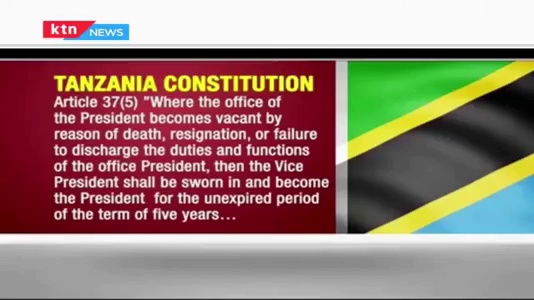 ktn NEWS
TANZANIA CONSTITUTION
Article 37(5) "Where the office of
the President becomes vacant by
reason of death, resignation, or failure
to discharge the duties and functions
of the office President, then the Vice
President shall be sworn in and become
the President for the unexpired period
of the term of five years...